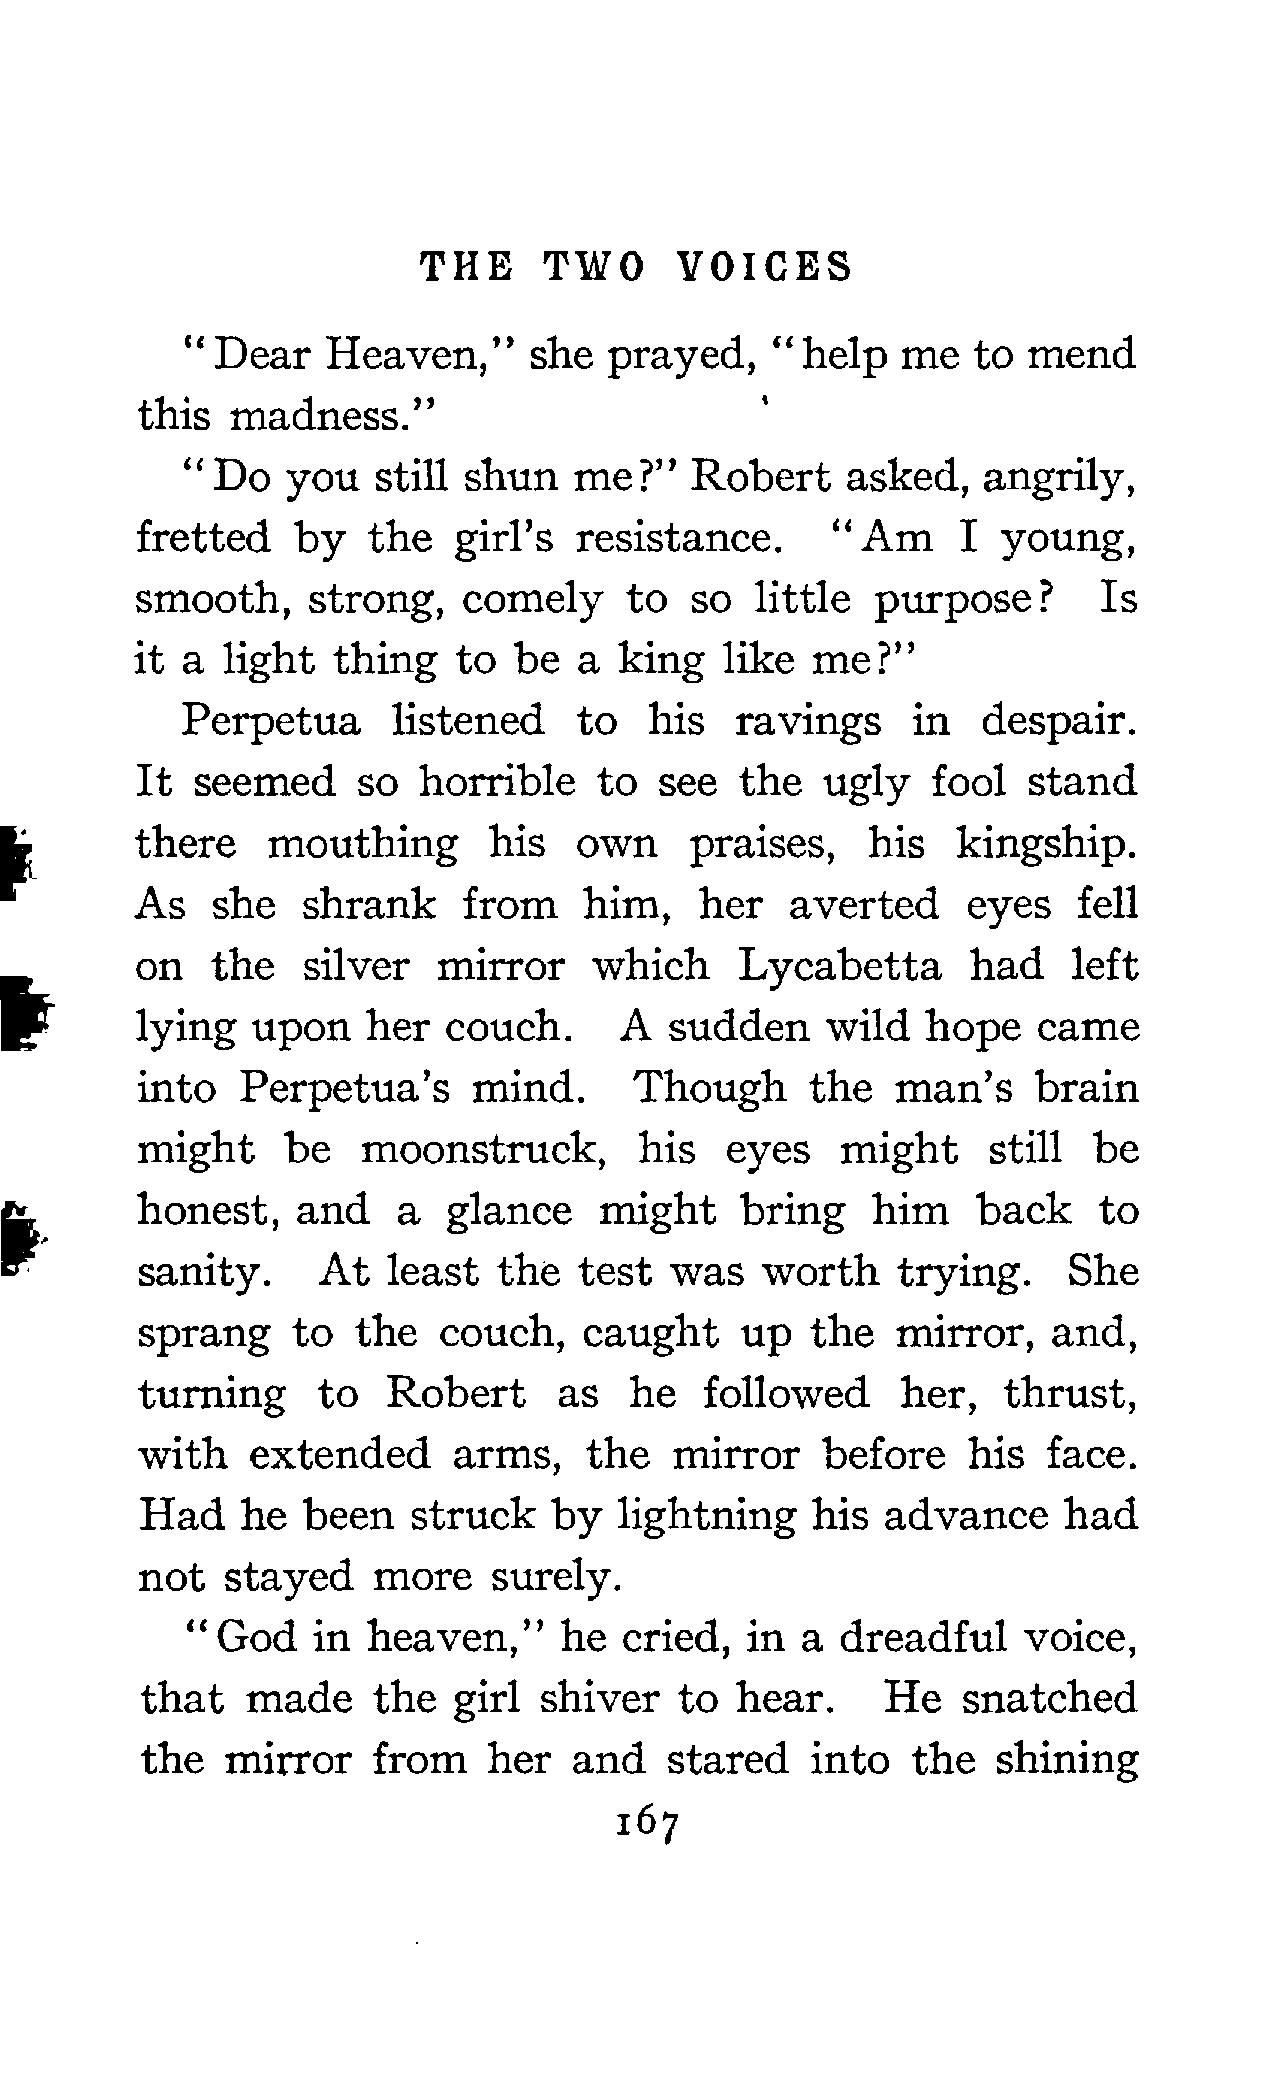 THE TWO VOICES
"Dear Heaven," she prayed, "help me to mend
this madness."
"Do you still shun me?" Robert asked, angrily,
fretted by the girl's resistance. "Am I young,
smooth, strong, comely to so little purpose? Is
it a light thing to be a king like me?"
Perpetua listened to his ravings in despair.
It seemed so horrible to see the ugly fool stand
there mouthing his own praises, his kingship.
As she shrank from him, her averted eyes fell
on the silver mirror which Lycabetta had left
lying upon her couch. A sudden wild hope came
into Perpetua's mind. Though the man's brain
might be moonstruck, his eyes might still be
honest, and a glance might bring him back to
sanity. At least the test was worth trying. She
sprang to the couch, caught up the mirror, and,
turning to Robert as he followed her, thrust,
with extended arms, the mirror before his face.
Had he been struck by lightning his advance had
not stayed more surely.
"God in heaven," he cried, in a dreadful voice,
that made the girl shiver to hear. He snatched
the mirror from her and stared into the shining
167